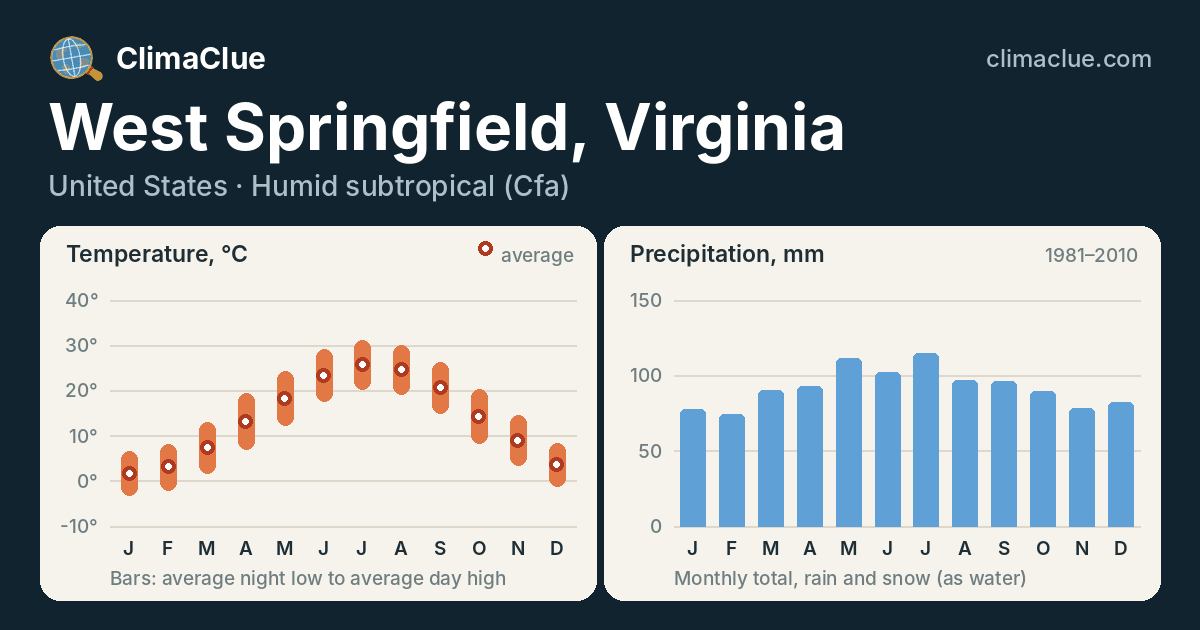 ClimaClue
climaclue.com
West Springfield, Virginia
United States · Humid subtropical (Cfa)
Temperature, °C
average
40°
30°
20°
10°
0°
-10°
J F M A M J J A S O N D
Bars: average night low to average day high
Precipitation, mm
1981–2010
150
100
50
0
J F M A M J J A S O N D
Monthly total, rain and snow (as water)